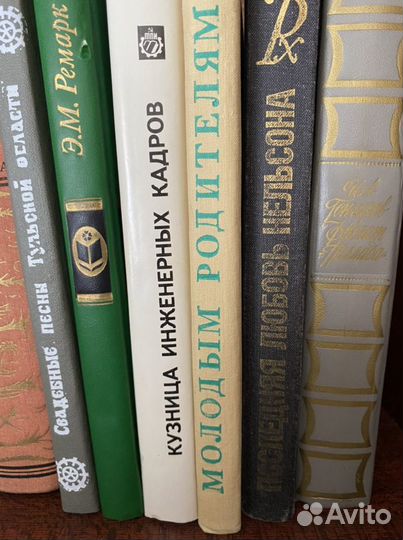 Свадебные песни Тульской области
Э.М. Ремарк
КУЗНИЦА ИНЖЕНЕРНЫХ КАДРОВ
МОЛОДЫМ РОДИТЕЛЯМ
ПОСЛЕДНЯЯ ЛЮБОВЬ НЕЛЬСОНА
Avito